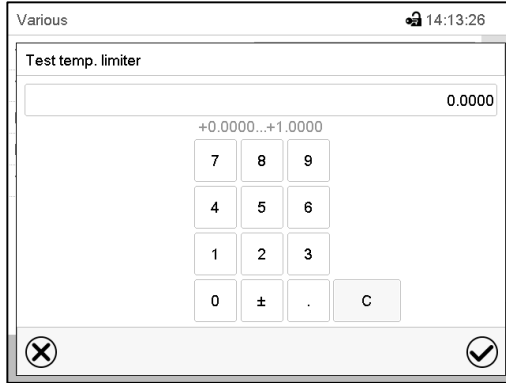 Various 14:13:26
Test temp. limiter
0.0000
+0.0000...+1.0000
7 8 9
4 5 6
1 2 3
0 ± . C